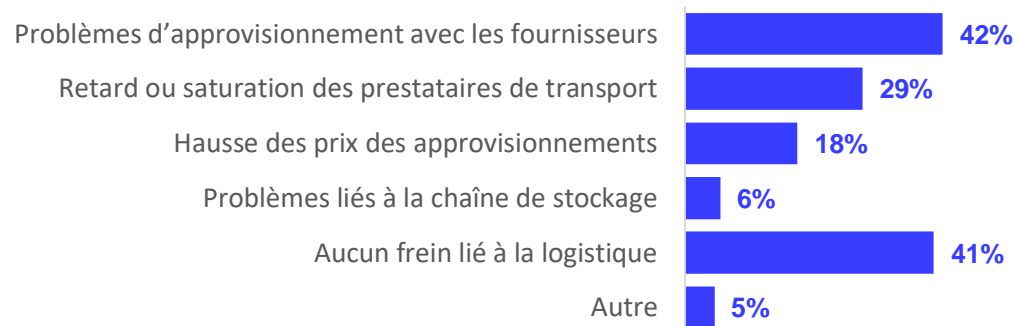 Problèmes d’approvisionnement avec les fournisseurs 42%
Retard ou saturation des prestataires de transport 29%
Hausse des prix des approvisionnements 18%
Problèmes liés à la chaîne de stockage 6%
Aucun frein lié à la logistique 41%
Autre 5%